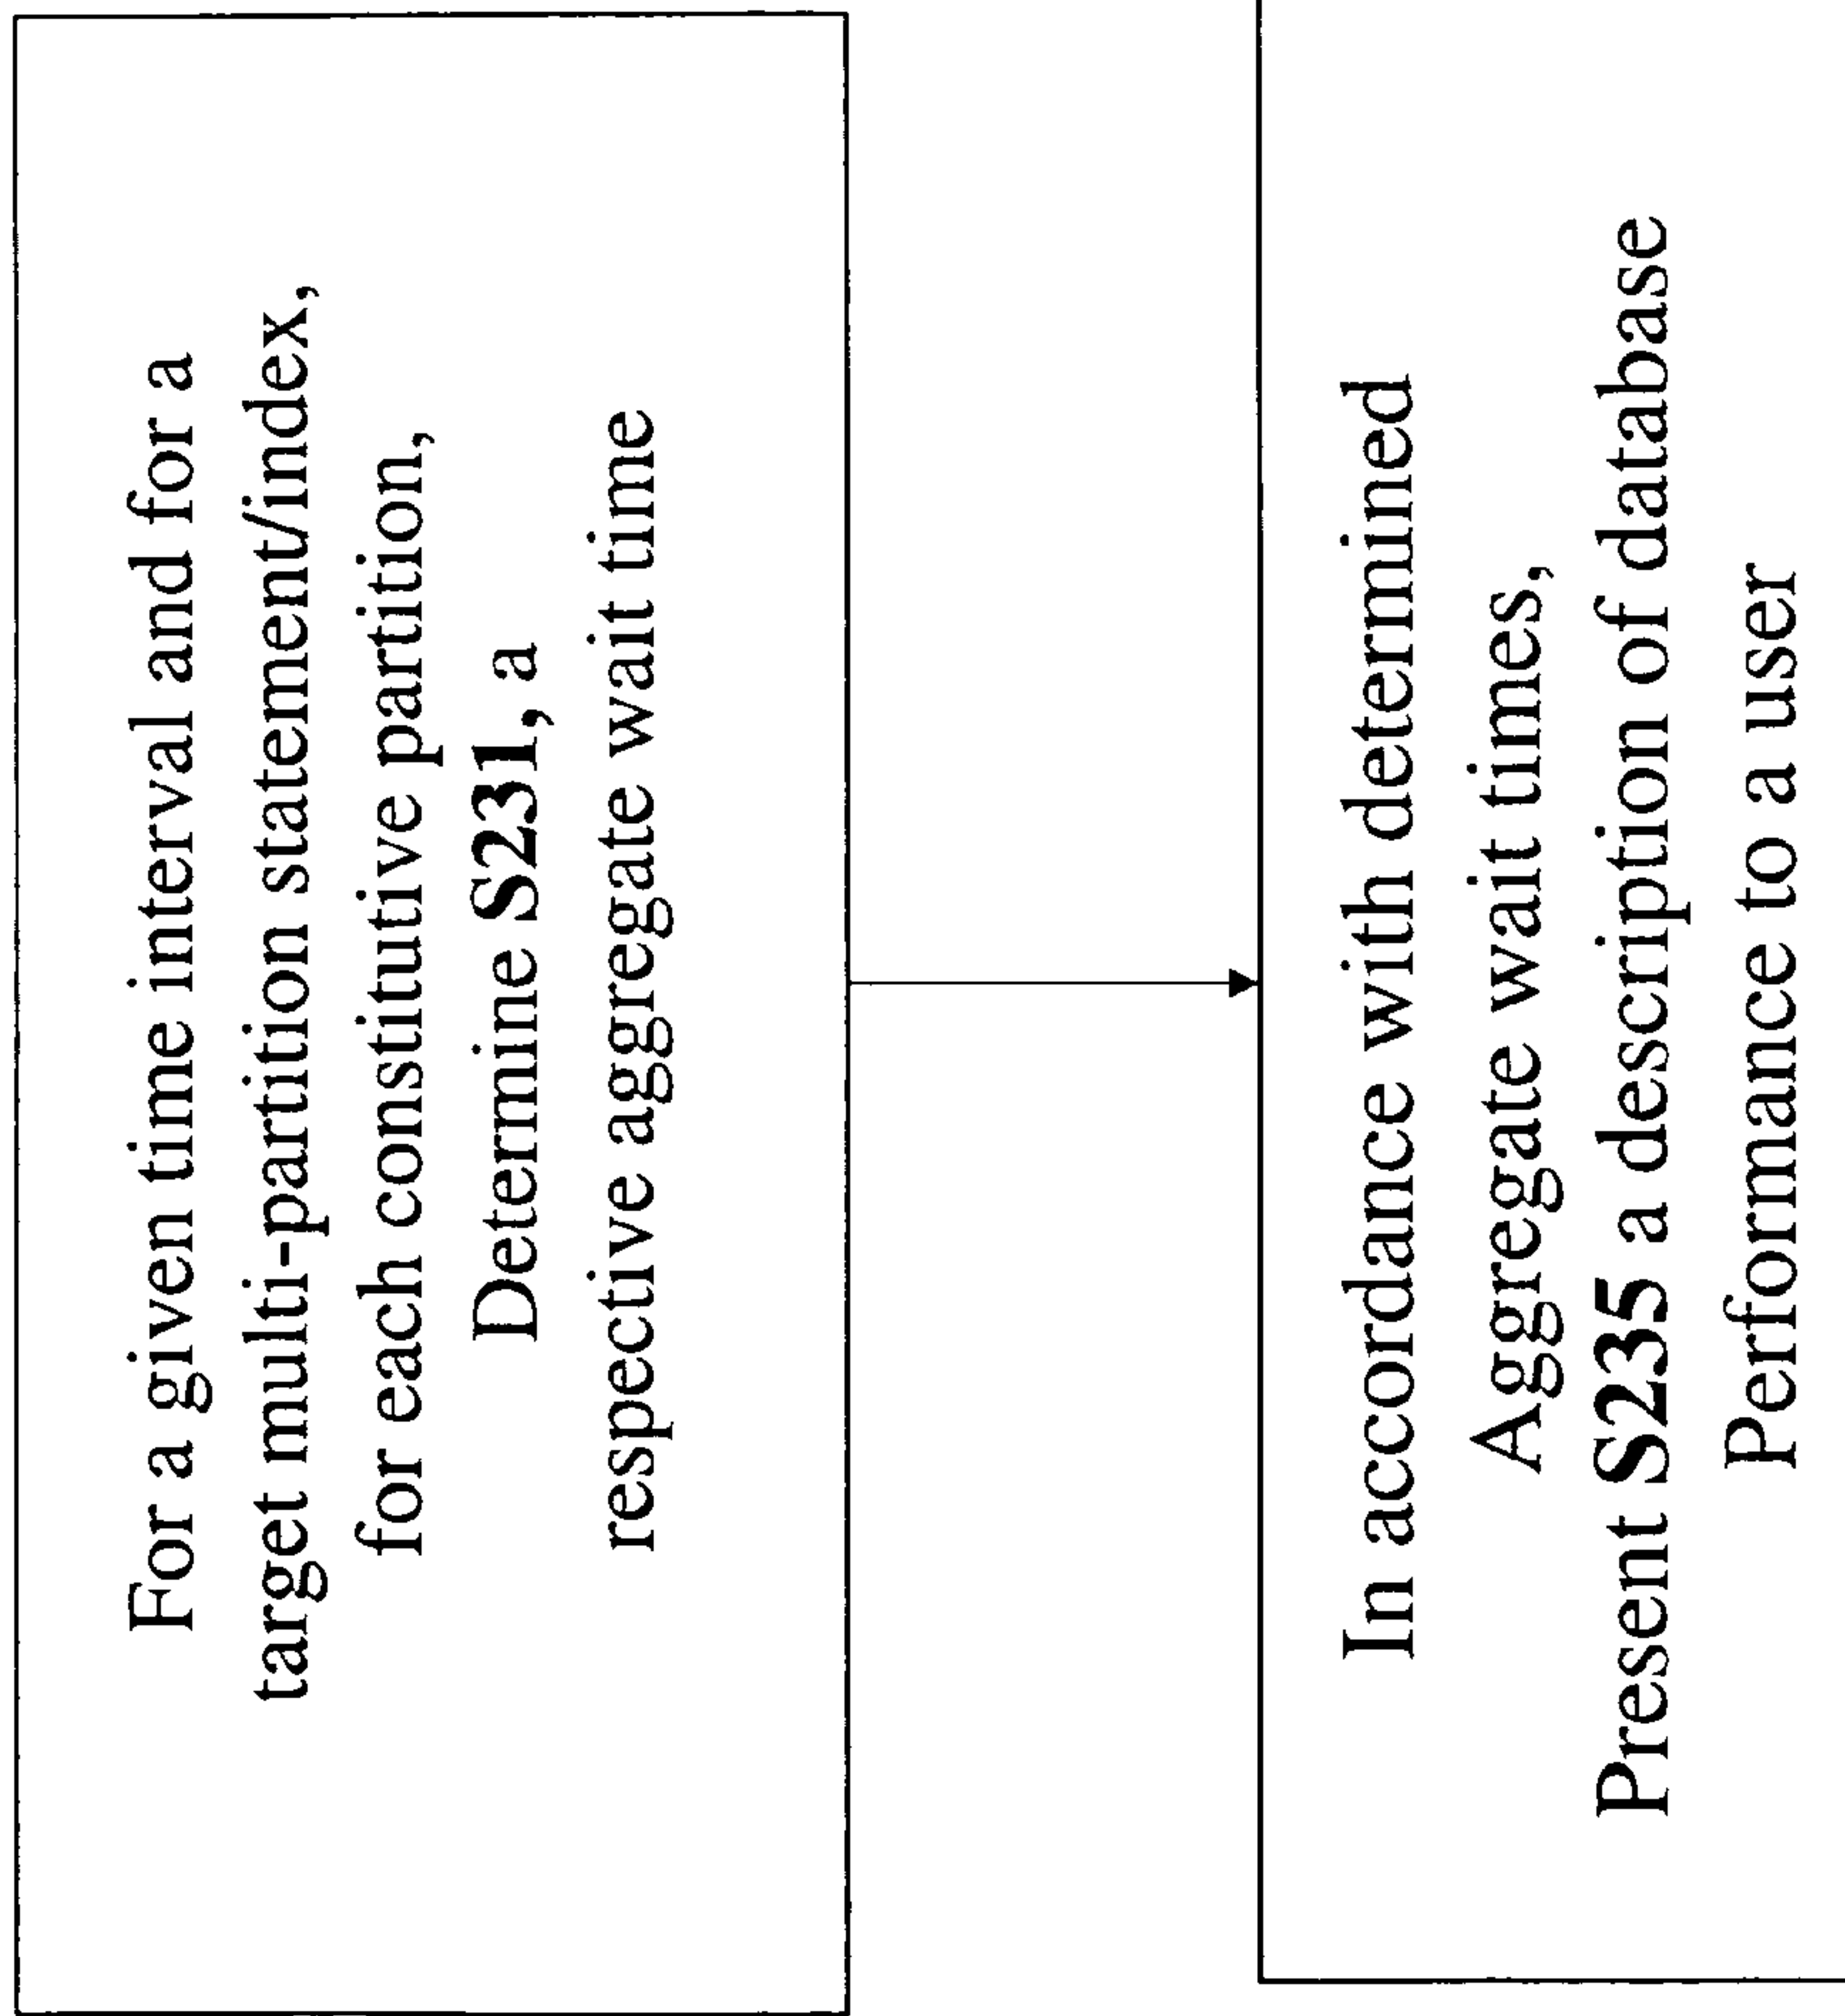 For a given time interval and for a
target multi-partition statement/index,
for each constitutive partition,
Determine S231, a
respective aggregate wait time
In accordance with determined
Aggregate wait times,
Present S235 a description of database
Performance to a user